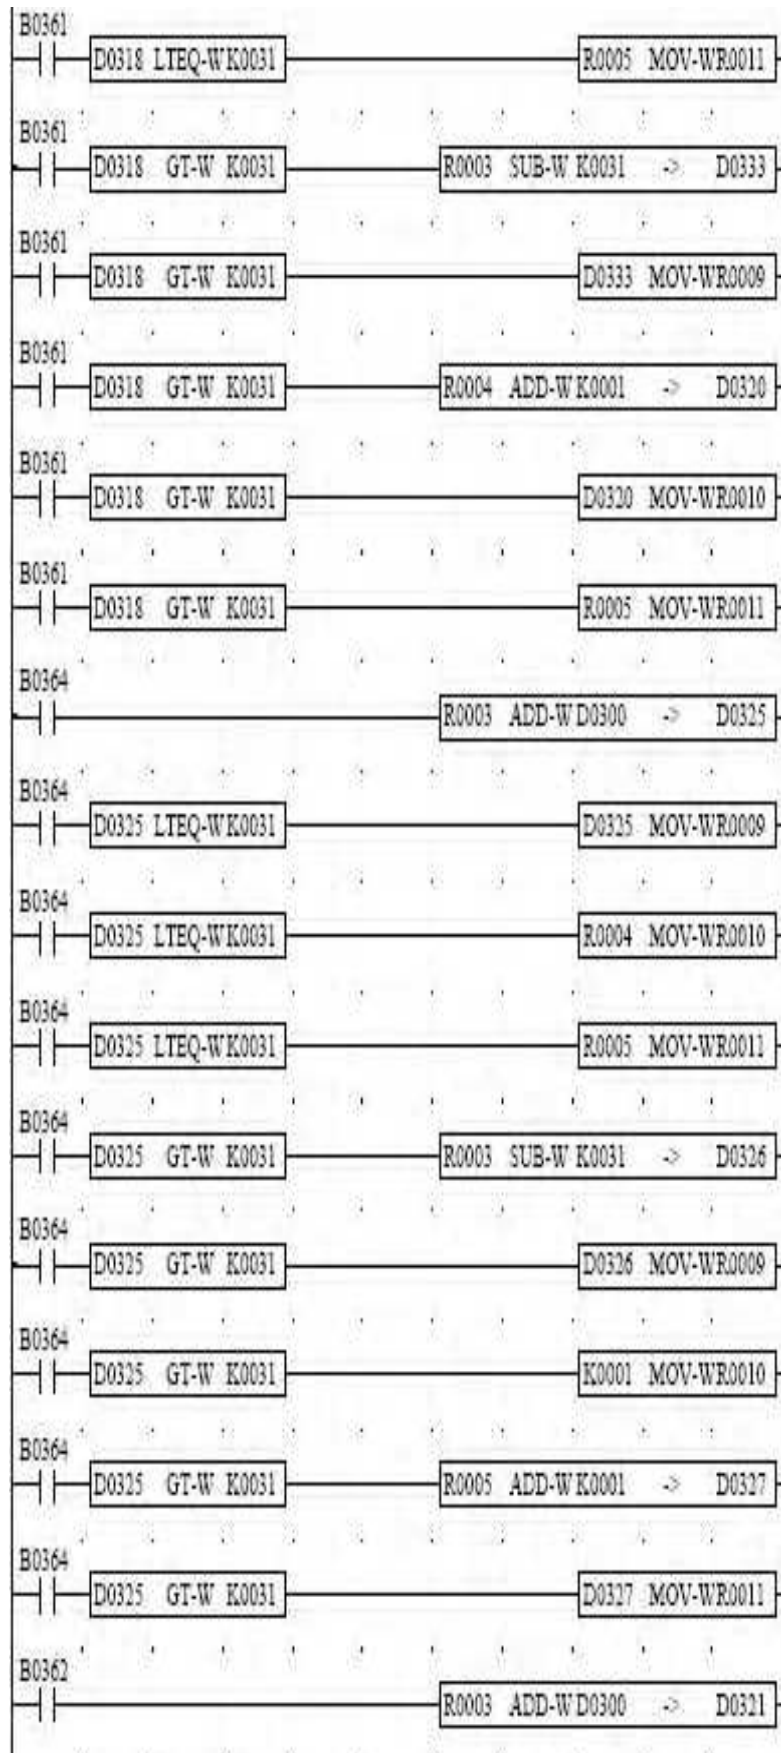 B0361
D0318 LTEQ-W K0031 R0005 MOV-W R0011
B0361
D0318 GT-W K0031 R0003 SUB-W K0031 -> D0333
B0361
D0318 GT-W K0031 D0333 MOV-W R0009
B0361
D0318 GT-W K0031 R0004 ADD-W K0001 -> D0320
B0361
D0318 GT-W K0031 D0320 MOV-W R0010
B0361
D0318 GT-W K0031 R0005 MOV-W R0011
B0364
R0003 ADD-W D0300 -> D0325
B0364
D0325 LTEQ-W K0031 D0325 MOV-W R0009
B0364
D0325 LTEQ-W K0031 R0004 MOV-W R0010
B0364
D0325 LTEQ-W K0031 R0005 MOV-W R0011
B0364
D0325 GT-W K0031 R0003 SUB-W K0031 -> D0326
B0364
D0325 GT-W K0031 D0326 MOV-W R0009
B0364
D0325 GT-W K0031 K0001 MOV-W R0010
B0364
D0325 GT-W K0031 R0005 ADD-W K0001 -> D0327
B0364
D0325 GT-W K0031 D0327 MOV-W R0011
B0362
R0003 ADD-W D0300 -> D0321